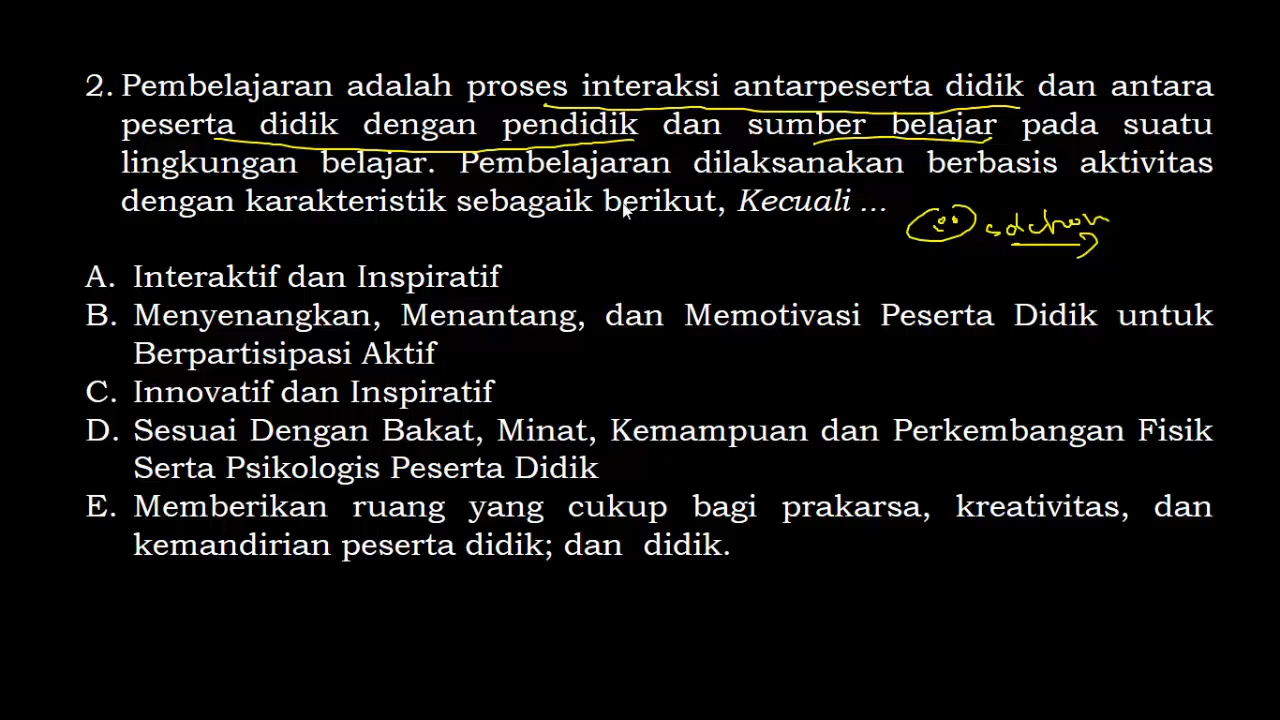 2. Pembelajaran adalah proses interaksi antarpeserta didik dan antara
peserta didik dengan pendidik dan sumber belajar pada suatu
lingkungan belajar. Pembelajaran dilaksanakan berbasis aktivitas
dengan karakteristik sebagaik berikut, Kecuali ...
A. Interaktif dan Inspiratif
B. Menyenangkan, Menantang, dan Memotivasi Peserta Didik untuk
Berpartisipasi Aktif
C. Innovatif dan Inspiratif
D. Sesuai Dengan Bakat, Minat, Kemampuan dan Perkembangan Fisik
Serta Psikologis Peserta Didik
E. Memberikan ruang yang cukup bagi prakarsa, kreativitas, dan
kemandirian peserta didik; dan didik.